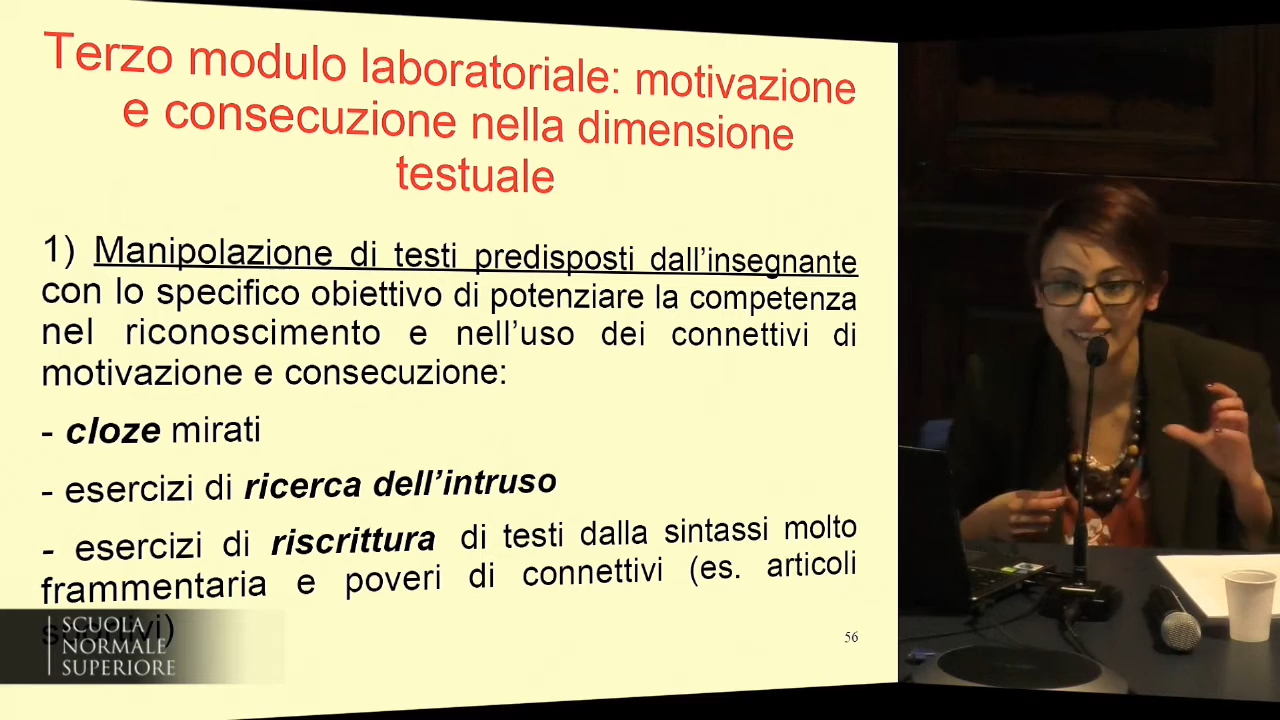 Terzo modulo laboratoriale: motivazione
e consecuzione nella dimensione
testuale
1) Manipolazione di testi predisposti dall'insegnante
con lo specifico obiettivo di potenziare la competenza
nel riconoscimento e nell'uso dei connettivi di
motivazione e consecuzione:
- cloze mirati
- esercizi di ricerca dell'intruso
- esercizi di riscrittura di testi dalla sintassi molto
frammentaria e poveri di connettivi (es. articoli
56
SCUOLA
NORMALE
SUPERIORE